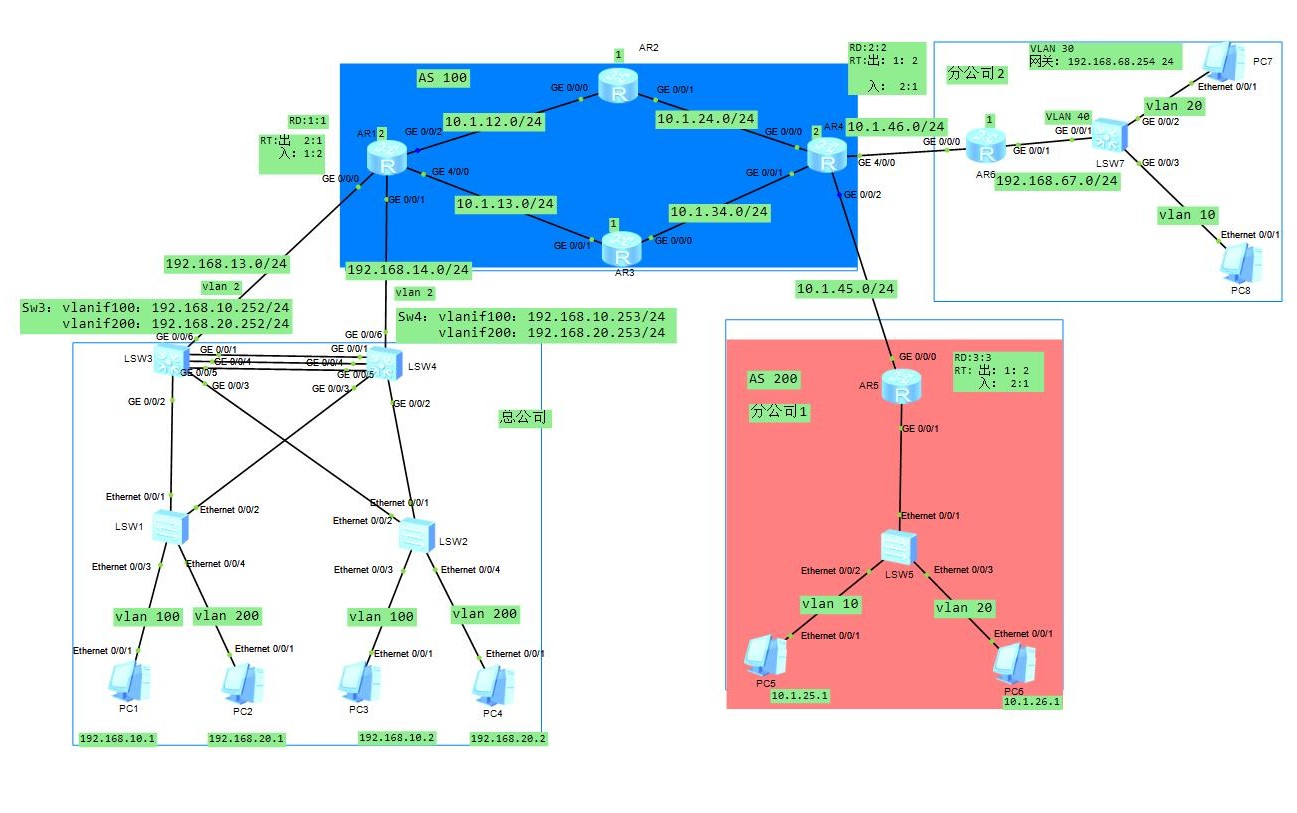 AR2
1
AS 100
GE 0/0/0
GE 0/0/1
10.1.12.0/24
10.1.24.0/24
RD:1:1
RT:出 2:1
入: 1:2
AR1
2
GE 0/0/2
GE 0/0/0
GE 4/0/0
GE 0/0/1
GE 0/0/0
2
AR4
GE 0/0/1
GE 4/0/0
GE 0/0/2
10.1.13.0/24
10.1.34.0/24
1
GE 0/0/1
GE 0/0/0
AR3
RD:2:2
RT:出: 1: 2
入: 2:1
10.1.46.0/24
分公司2
VLAN 30
网关: 192.168.68.254 24
PC7
Ethernet 0/0/1
vlan 20
VLAN 40
GE 0/0/1
GE 0/0/2
1
GE 0/0/0
GE 0/0/1
AR6
LSW7
GE 0/0/3
192.168.67.0/24
vlan 10
Ethernet 0/0/1
PC8
192.168.13.0/24
192.168.14.0/24
vlan 2
vlan 2
Sw3: vlanif100: 192.168.10.252/24
vlanif200: 192.168.20.252/24
Sw4: vlanif100: 192.168.10.253/24
vlanif200: 192.168.20.253/24
GE 0/0/6
GE 0/0/6
LSW3
GE 0/0/1
GE 0/0/4
GE 0/0/5
GE 0/0/3
GE 0/0/2
GE 0/0/1
GE 0/0/4
GE 0/0/5
GE 0/0/3
LSW4
GE 0/0/2
总公司
Ethernet 0/0/1
Ethernet 0/0/2
LSW1
Ethernet 0/0/3
Ethernet 0/0/4
Ethernet 0/0/1
Ethernet 0/0/2
LSW2
Ethernet 0/0/3
Ethernet 0/0/4
vlan 100
vlan 200
vlan 100
vlan 200
Ethernet 0/0/1
Ethernet 0/0/1
Ethernet 0/0/1
Ethernet 0/0/1
PC1
PC2
PC3
PC4
192.168.10.1
192.168.20.1
192.168.10.2
192.168.20.2
10.1.45.0/24
GE 0/0/0
AR5
RD:3:3
RT: 出: 1: 2
入: 2:1
AS 200
分公司1
GE 0/0/1
Ethernet 0/0/1
Ethernet 0/0/2
Ethernet 0/0/3
LSW5
vlan 10
vlan 20
Ethernet 0/0/1
Ethernet 0/0/1
PC5
PC6
10.1.25.1
10.1.26.1